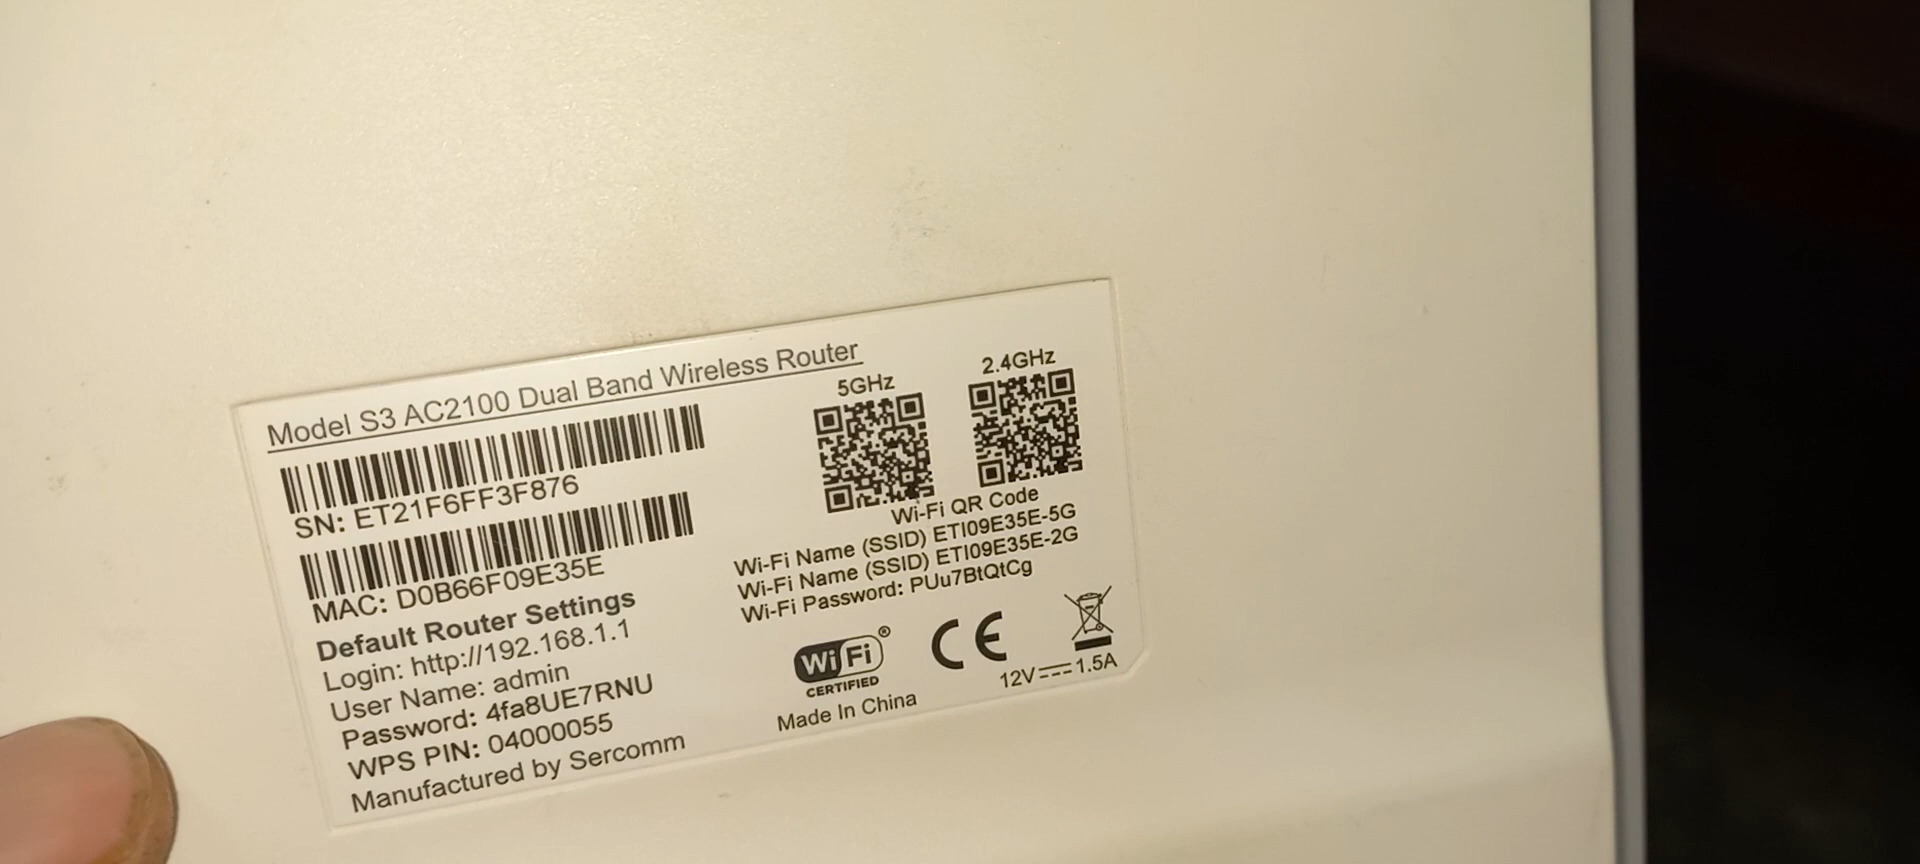 Model S3 AC2100 Dual Band Wireless Router
SN: ET21F6FF3F876
MAC: D0B66F09E35E
Default Router Settings
Login: http://192.168.1.1
User Name: admin
Password: 4fa8UE7RNU
WPS PIN: 04000055
Manufactured by Sercomm
5GHz
2.4GHz
Wi-Fi QR Code
Wi-Fi Name (SSID) ETI09E35E-5G
Wi-Fi Name (SSID) ETI09E35E-2G
Wi-Fi Password: PUu7BtQtCg
Wi Fi ®
CERTIFIED
CE
12V⎓1.5A
Made In China